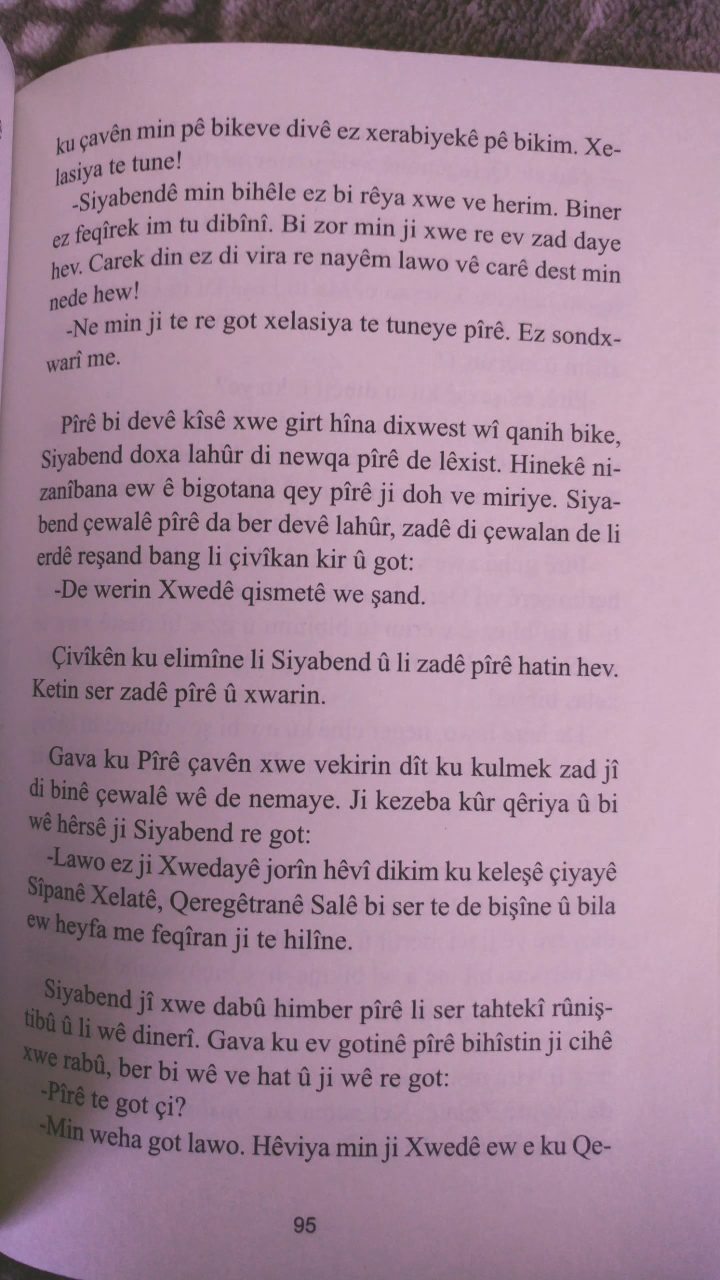 ku çavên min pê bikeve divê ez xerabiyekê pê bikim. Xe-
lasiya te tune!
-Siyabendê min bihêle ez bi rêya xwe ve herim. Biner
ez feqîrek im tu dibînî. Bi zor min ji xwe re ev zad daye
hev. Carek din ez di vira re nayêm lawo vê carê dest min
nede hew!
-Ne min ji te re got xelasiya te tuneye pîrê. Ez sondx-
warî me.
Pîrê bi devê kîsê xwe girt hîna dixwest wî qanih bike,
Siyabend doxa lahûr di newqa pîrê de lêxist. Hinekê ni-
zanîbana ew ê bigotana qey pîrê ji doh ve miriye. Siya-
bend çewalê pîrê da ber devê lahûr, zadê di çewalan de li
erdê reşand bang li çivîkan kir û got:
-De werin Xwedê qismetê we şand.
Çivîkên ku elimîne li Siyabend û li zadê pîrê hatin hev.
Ketin ser zadê pîrê û xwarin.
Gava ku Pîrê çavên xwe vekirin dît ku kulmek zad jî
di binê çewalê wê de nemaye. Ji kezeba kûr qêriya û bi
wê hêrsê ji Siyabend re got:
-Lawo ez ji Xwedayê jorîn hêvî dikim ku keleşê çiyayê
Sîpanê Xelatê, Qeregêtranê Salê bi ser te de bişîne û bila
ew heyfa me feqîran ji te hilîne.
Siyabend jî xwe dabû himber pîrê li ser tahtekî rûniş-
tibû û li wê dinerî. Gava ku ev gotinê pîrê bihîstin ji cihê
xwe rabû, ber bi wê ve hat û ji wê re got:
-Pîrê te got çi?
-Min weha got lawo. Hêviya min ji Xwedê ew e ku Qe-
95